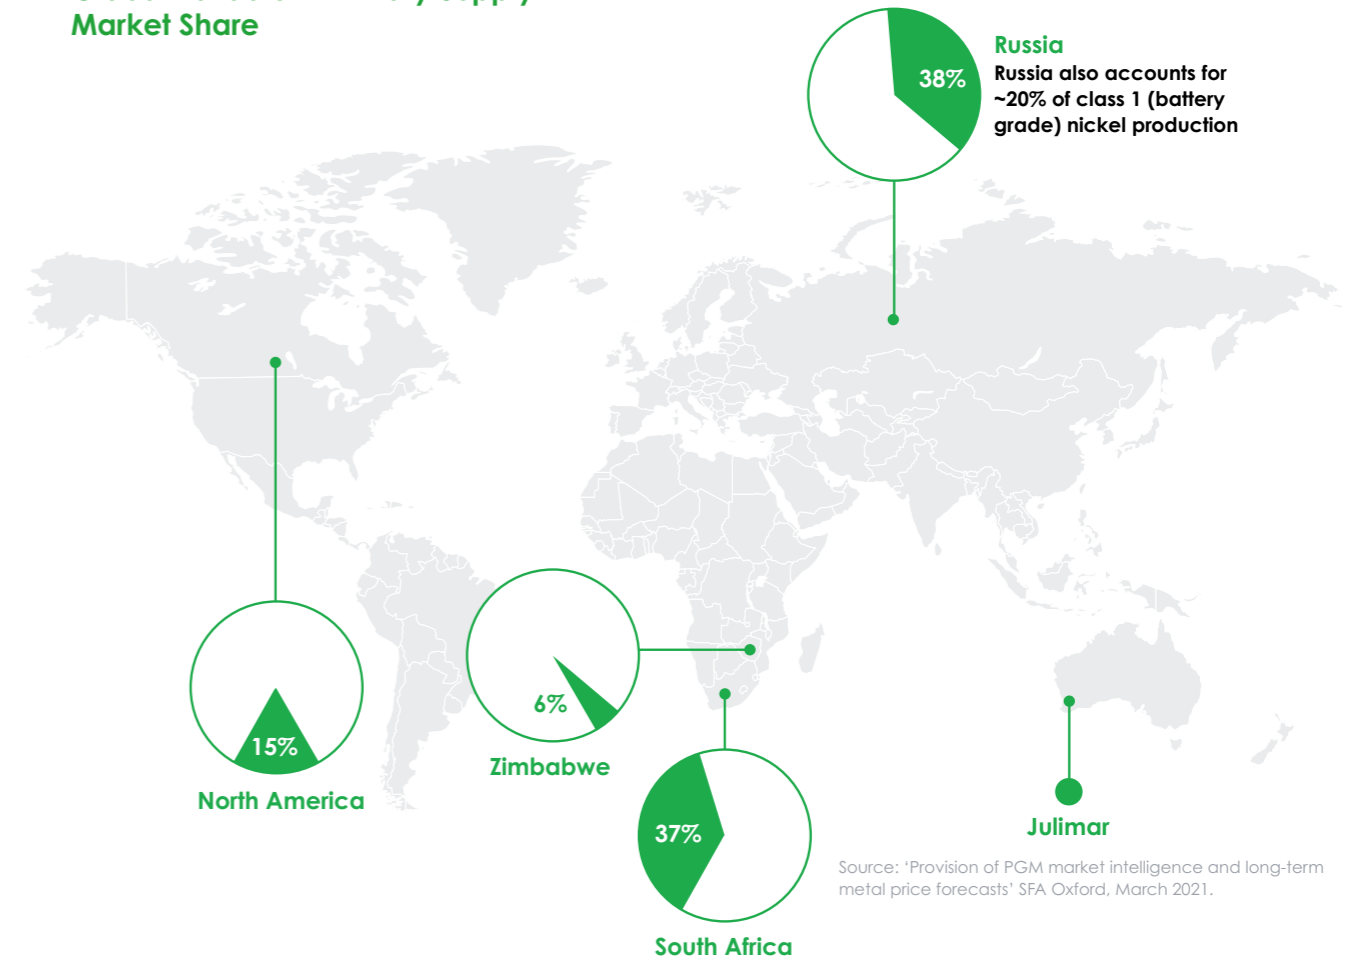 Market Share
38%
Russia
Russia also accounts for
~20% of class 1 (battery
grade) nickel production
6%
Zimbabwe
15%
North America
37%
South Africa
Julimar
Source: ‘Provision of PGM market intelligence and long-term
metal price forecasts’ SFA Oxford, March 2021.